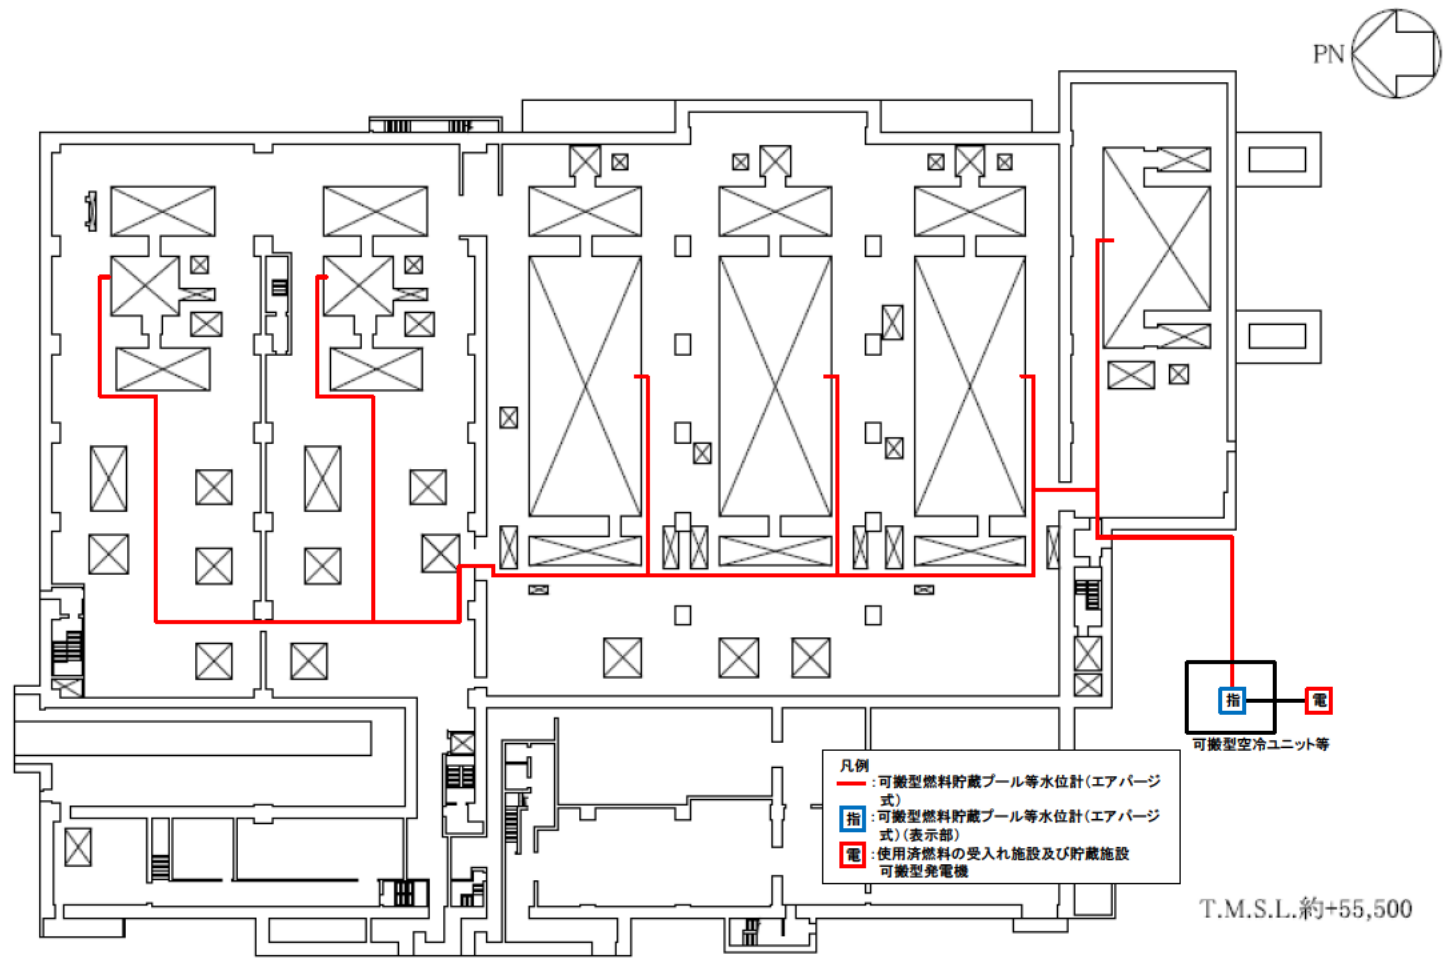 PN
指
電
可搬型空冷ユニット等
凡例
:可搬型燃料貯蔵プール等水位計(エアパージ
式)
指:可搬型燃料貯蔵プール等水位計(エアパージ
式)(表示部)
電:使用済燃料の受入れ施設及び貯蔵施設
可搬型発電機
T.M.S.L.約+55,500